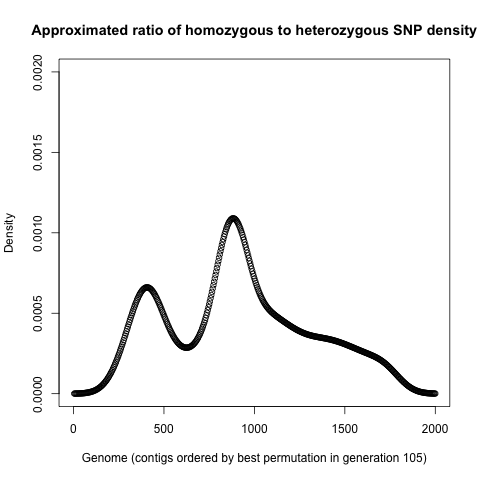 Approximated ratio of homozygous to heterozygous SNP density
0.0020
0.0015
0.0010
0.0005
0.0000
Density
0 500 1000 1500 2000
Genome (contigs ordered by best permutation in generation 105)